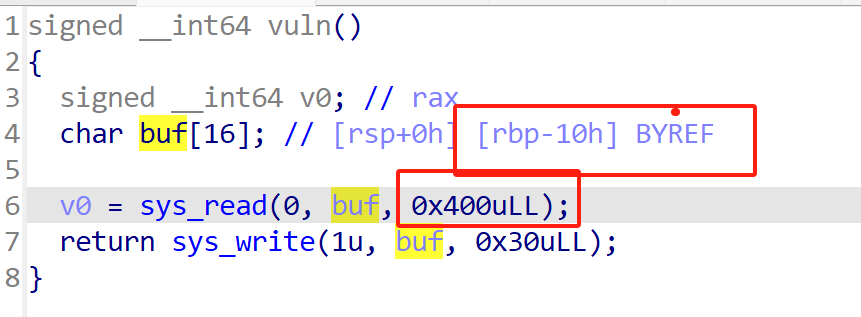 1 signed __int64 vuln()
2 {
3 signed __int64 v0; // rax
4 char buf[16]; // [rsp+0h] [rbp-10h] BYREF
5
6 v0 = sys_read(0, buf, 0x400uLL);
7 return sys_write(1u, buf, 0x30uLL);
8 }